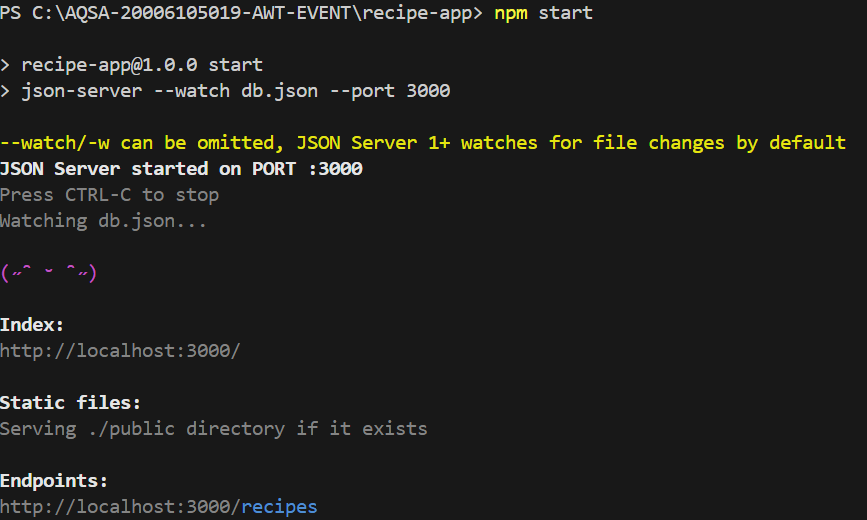 PS C:\AQSA-20006105019-AWT-EVENT\recipe-app> npm start
> recipe-app@1.0.0 start
> json-server --watch db.json --port 3000
--watch/-w can be omitted, JSON Server 1+ watches for file changes by default
JSON Server started on PORT :3000
Press CTRL-C to stop
Watching db.json...
(˶ᵔ ᵕ ᵔ˶)
Index:
http://localhost:3000/
Static files:
Serving ./public directory if it exists
Endpoints:
http://localhost:3000/recipes